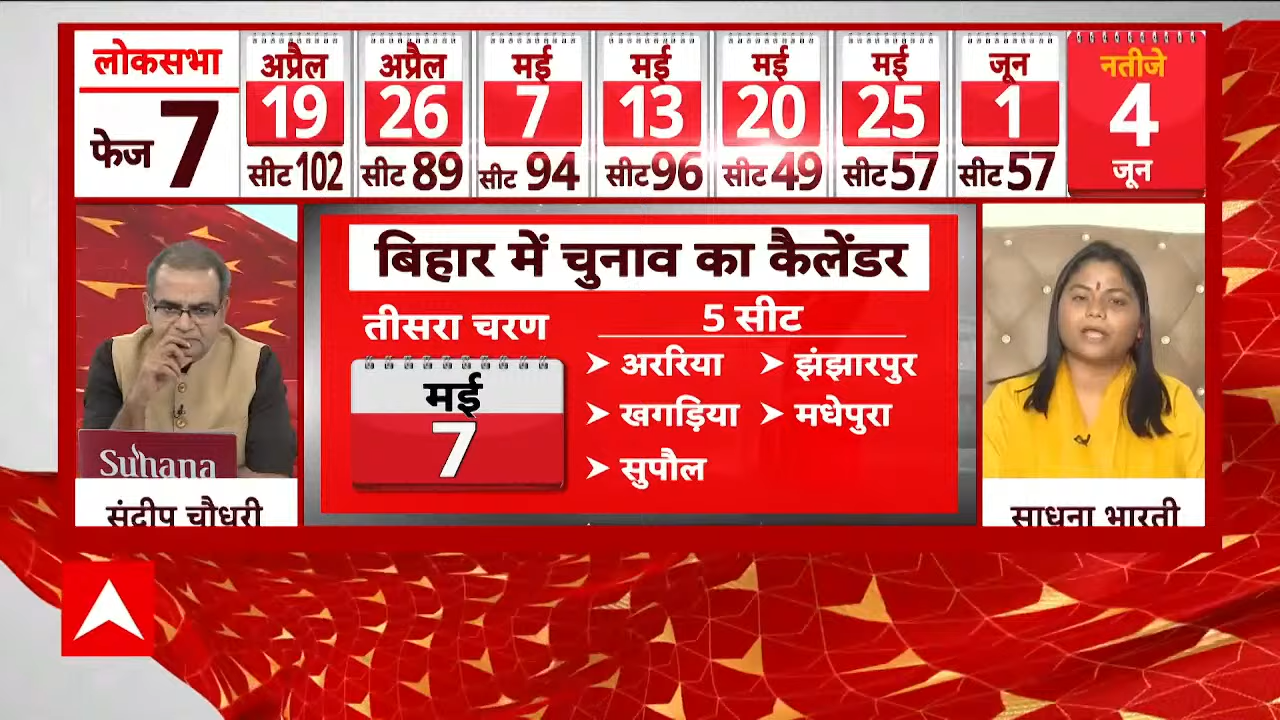 लोकसभा
फेज 7
अप्रैल 19 सीट 102
अप्रैल 26 सीट 89
मई 7 सीट 94
मई 13 सीट 96
मई 20 सीट 49
मई 25 सीट 57
जून 1 सीट 57
नतीजे 4 जून
बिहार में चुनाव का कैलेंडर
तीसरा चरण
मई
7
5 सीट
अररिया
झंझारपुर
खगड़िया
मधेपुरा
सुपौल
Suhana
संदीप चौधरी
साधना भारती